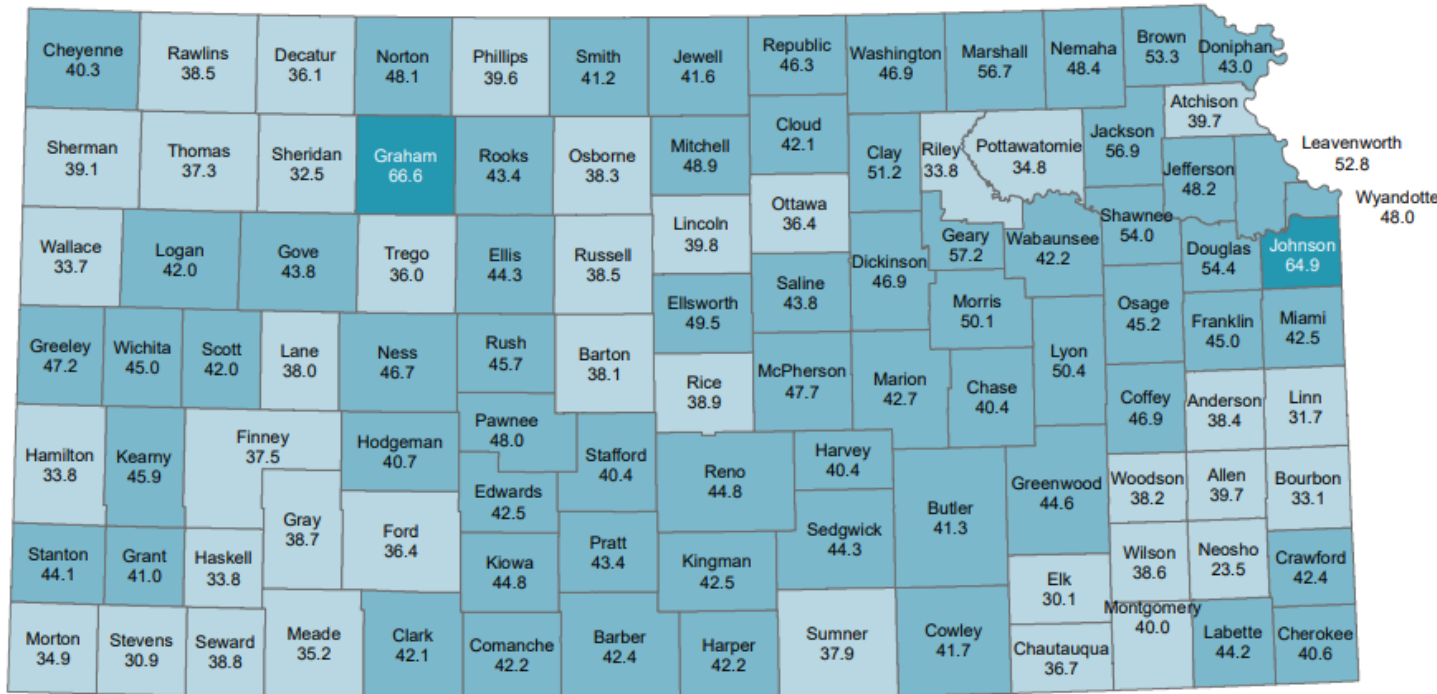 Cheyenne
40.3
Rawlins
38.5
Decatur
36.1
Norton
48.1
Phillips
39.6
Smith
41.2
Jewell
41.6
Republic
46.3
Washington
46.9
Marshall
56.7
Nemaha
48.4
Brown
53.3
Doniphan
43.0
Atchison
39.7
Sherman
39.1
Thomas
37.3
Sheridan
32.5
Graham
66.6
Rooks
43.4
Osborne
38.3
Mitchell
48.9
Cloud
42.1
Clay
51.2
Riley
33.8
Pottawatomie
34.8
Jackson
56.9
Jefferson
48.2
Leavenworth
52.8
Wyandotte
48.0
Wallace
33.7
Logan
42.0
Gove
43.8
Trego
36.0
Ellis
44.3
Russell
38.5
Lincoln
39.8
Ottawa
36.4
Saline
43.8
Dickinson
46.9
Geary
57.2
Wabaunsee
42.2
Shawnee
54.0
Douglas
54.4
Johnson
64.9
Ellsworth
49.5
Morris
50.1
Osage
45.2
Franklin
45.0
Miami
42.5
Greeley
47.2
Wichita
45.0
Scott
42.0
Lane
38.0
Ness
46.7
Rush
45.7
Barton
38.1
Rice
38.9
McPherson
47.7
Marion
42.7
Chase
40.4
Lyon
50.4
Coffey
46.9
Anderson
38.4
Linn
31.7
Hamilton
33.8
Kearny
45.9
Finney
37.5
Hodgeman
40.7
Pawnee
48.0
Stafford
40.4
Edwards
42.5
Reno
44.8
Harvey
40.4
Sedgwick
44.3
Butler
41.3
Greenwood
44.6
Woodson
38.2
Allen
39.7
Bourbon
33.1
Stanton
44.1
Grant
41.0
Haskell
33.8
Gray
38.7
Ford
36.4
Kiowa
44.8
Pratt
43.4
Kingman
42.5
Elk
30.1
Wilson
38.6
Neosho
23.5
Crawford
42.4
Morton
34.9
Stevens
30.9
Seward
38.8
Meade
35.2
Clark
42.1
Comanche
42.2
Barber
42.4
Harper
42.2
Sumner
37.9
Cowley
41.7
Chautauqua
36.7
Montgomery
40.0
Labette
44.2
Cherokee
40.6